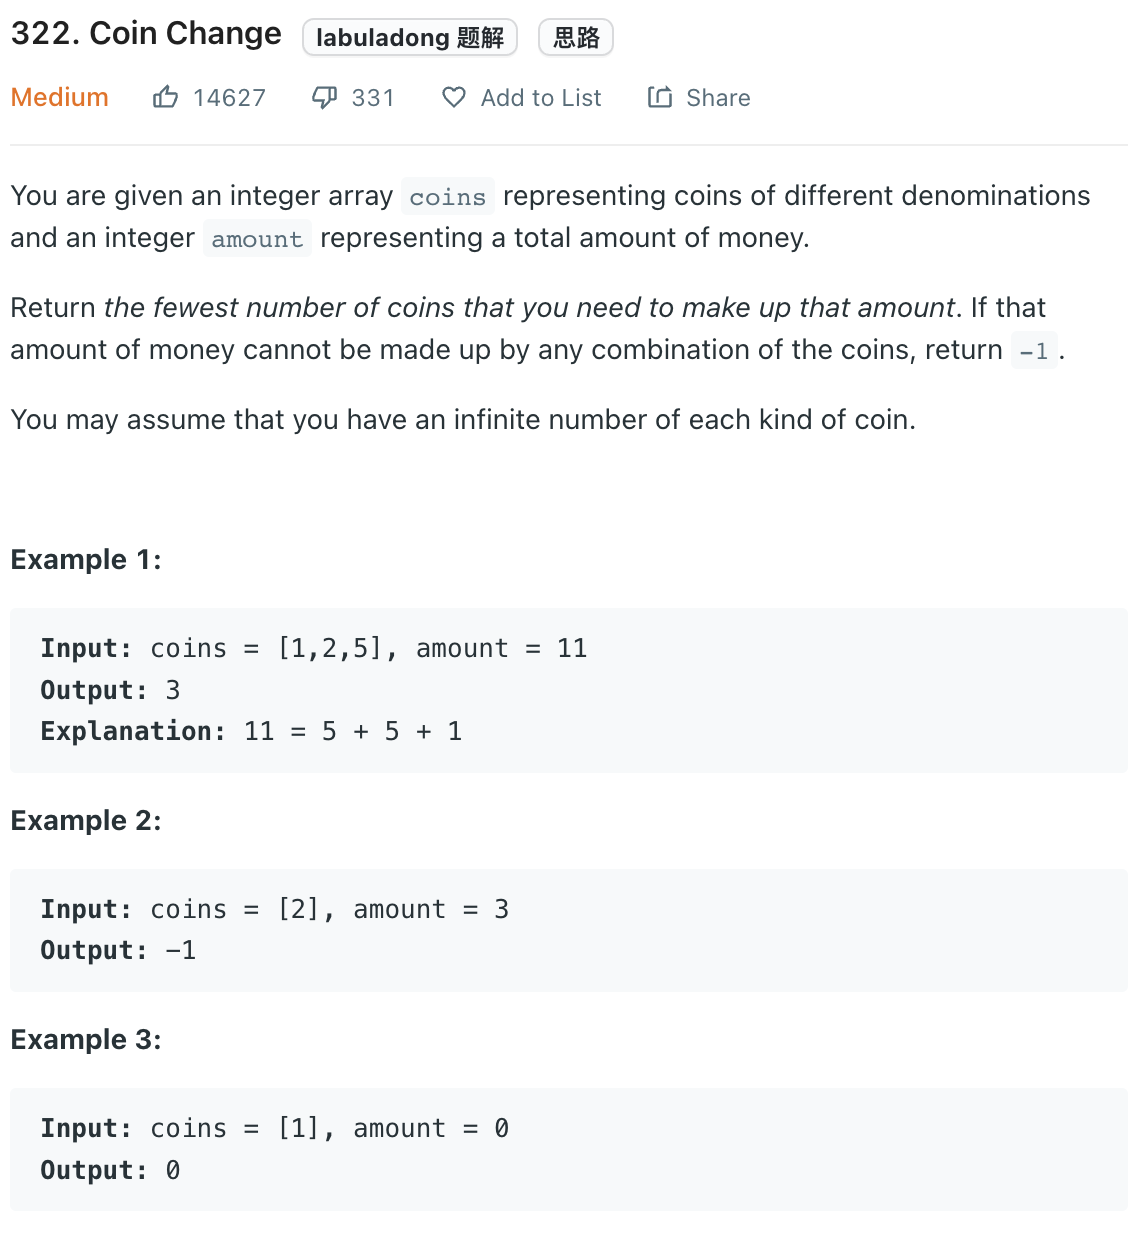 322. Coin Change labuladong 题解 思路
Medium 14627 331 Add to List Share
You are given an integer array coins representing coins of different denominations
and an integer amount representing a total amount of money.
Return the fewest number of coins that you need to make up that amount. If that
amount of money cannot be made up by any combination of the coins, return -1.
You may assume that you have an infinite number of each kind of coin.
Example 1:
Input: coins = [1,2,5], amount = 11
Output: 3
Explanation: 11 = 5 + 5 + 1
Example 2:
Input: coins = [2], amount = 3
Output: -1
Example 3:
Input: coins = [1], amount = 0
Output: 0